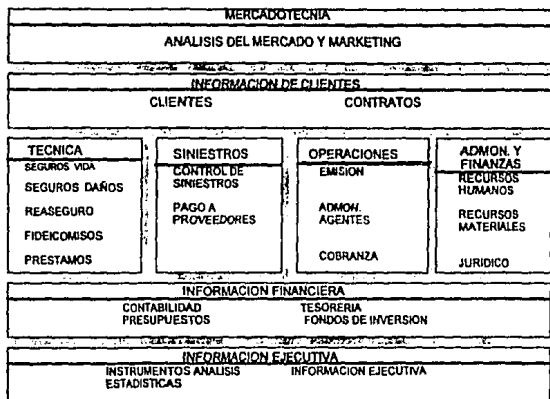 MERCADOTECNIA
ANALISIS DEL MERCADO Y MARKETING
INFORMACION DE CLIENTES
CLIENTES CONTRATOS
TECNICA
SEGUROS VIDA
SEGUROS DAÑOS
REASEGURO
FIDEICOMISOS
PRESTAMOS
SINIESTROS
CONTROL DE
SINIESTROS
PAGO A
PROVEEDORES
OPERACIONES
EMISION
ADMON.
AGENTES
COBRANZA
ADMON. Y
FINANZAS
RECURSOS
HUMANOS
RECURSOS
MATERIALES
JURIDICO
INFORMACION FINANCIERA
CONTABILIDAD TESORERIA
PRESUPUESTOS FONDOS DE INVERSION
INFORMACION EJECUTIVA
INSTRUMENTOS ANALISIS INFORMACION EJECUTIVA
ESTADISTICAS